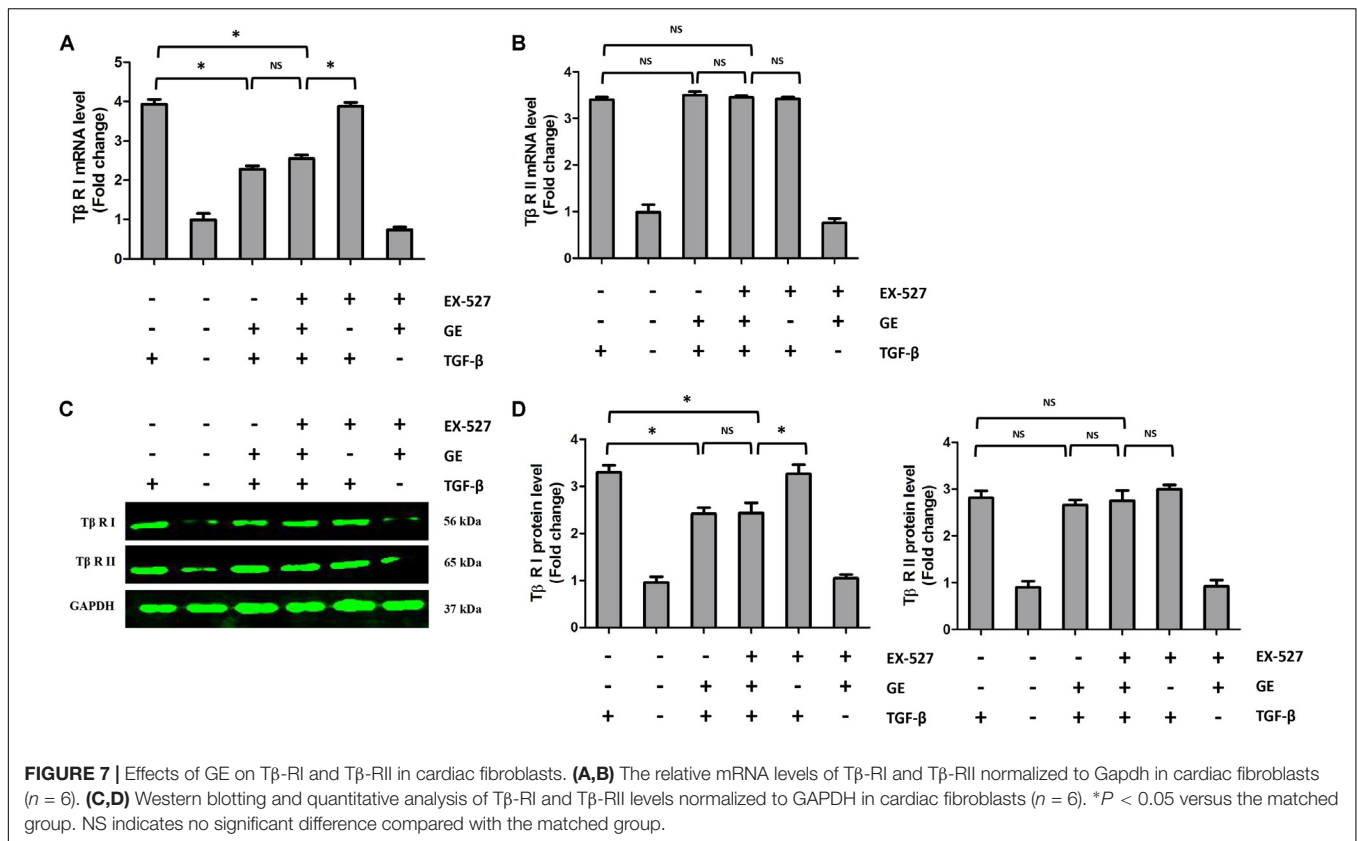 A
*
*
NS
*
5
4
3
2
1
0
Tβ R I mRNA level
(Fold change)
- - - + + + EX-527
- - + + - + GE
+ - + + + - TGF-β
B
NS
NS
NS
NS
4
3
2
1
0
Tβ R II mRNA level
(Fold change)
- - - + + + EX-527
- - + + - + GE
+ - + + + - TGF-β
C
- - - + + + EX-527
- - + + - + GE
+ - + + + - TGF-β
Tβ R I 56 kDa
Tβ R II 65 kDa
GAPDH 37 kDa
D
*
*
NS
*
4
3
2
1
0
Tβ R I protein level
(Fold change)
- - - + + + EX-527
- - + + - + GE
+ - + + + - TGF-β
NS
NS
NS
NS
4
3
2
1
0
Tβ R II protein level
(Fold change)
- - - + + + EX-527
- - + + - + GE
+ - + + + - TGF-β
FIGURE 7 | Effects of GE on Tβ-RI and Tβ-RII in cardiac fibroblasts. (A,B) The relative mRNA levels of Tβ-RI and Tβ-RII normalized to Gapdh in cardiac fibroblasts
(n = 6). (C,D) Western blotting and quantitative analysis of Tβ-RI and Tβ-RII levels normalized to GAPDH in cardiac fibroblasts (n = 6). *P < 0.05 versus the matched
group. NS indicates no significant difference compared with the matched group.